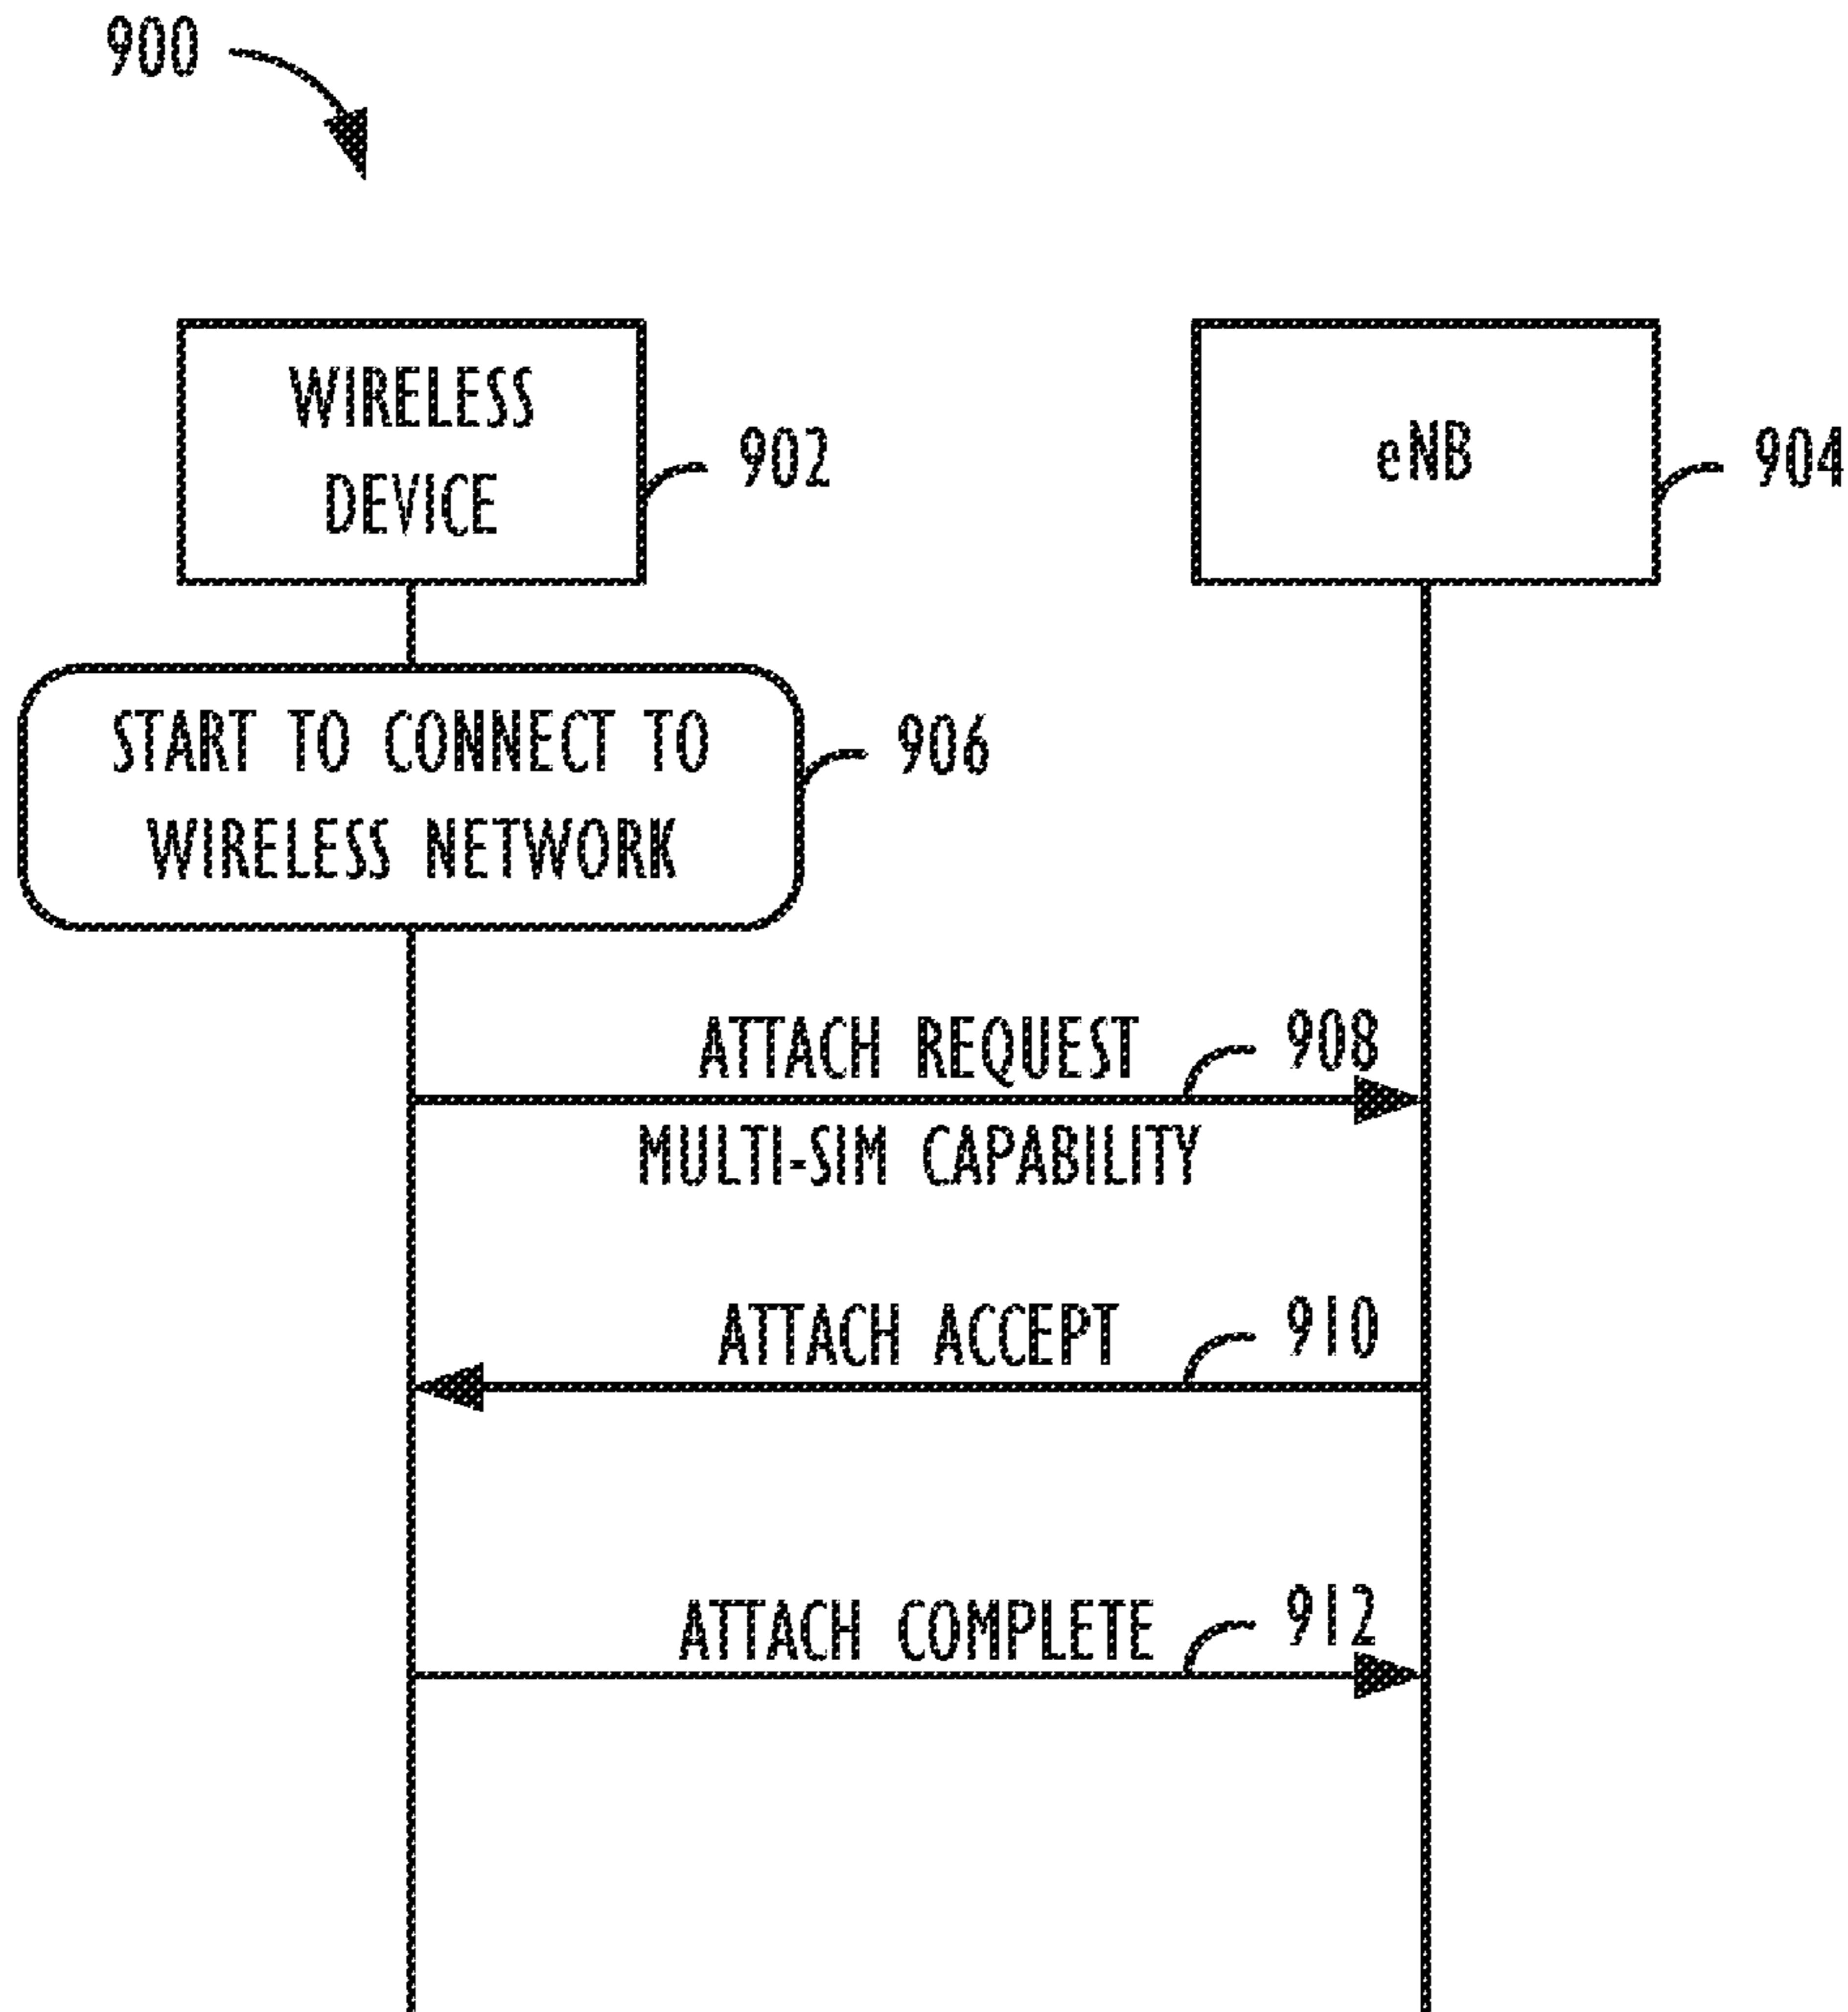 900
WIRELESS
DEVICE
902
eNB
904
START TO CONNECT TO
WIRELESS NETWORK
906
ATTACH REQUEST
908
MULTI-SIM CAPABILITY
ATTACH ACCEPT
910
ATTACH COMPLETE
912